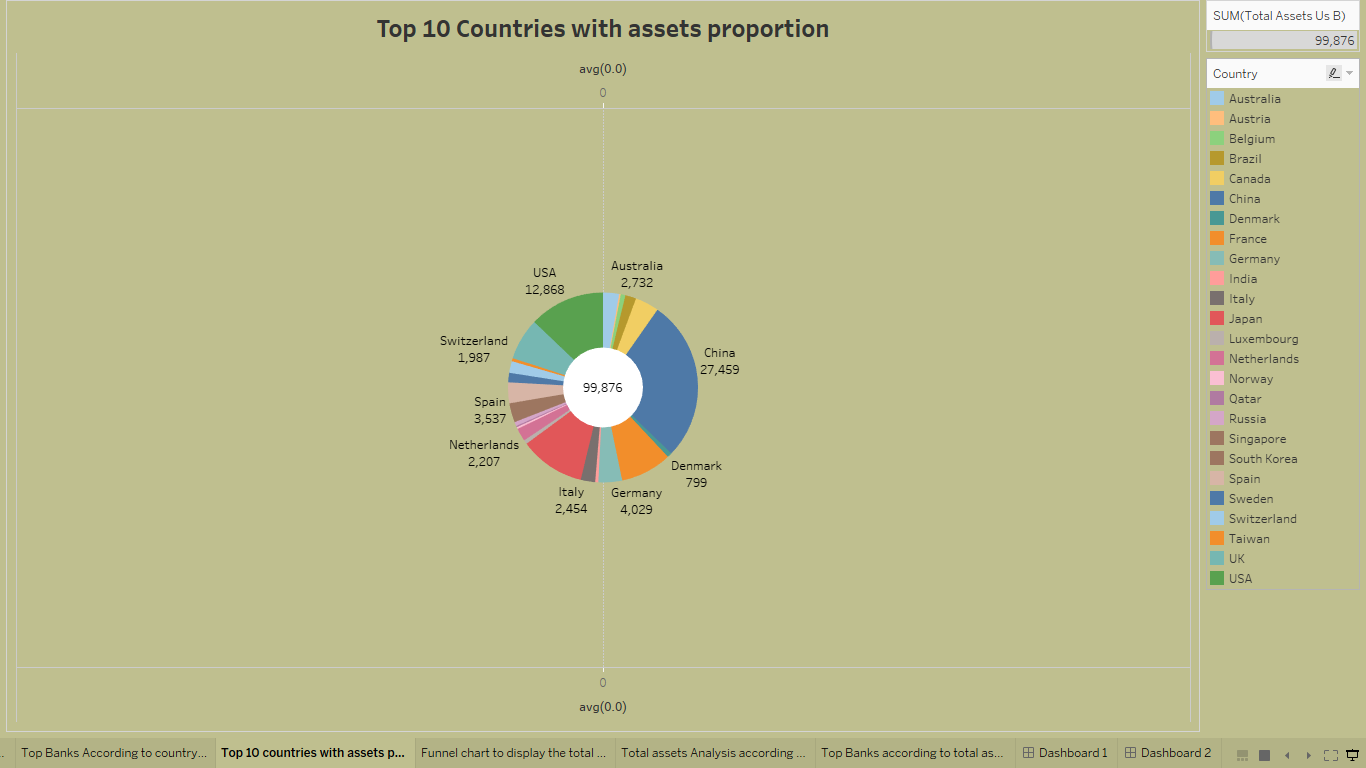 Top 10 Countries with assets proportion
avg(0.0)
0
USA
12,868
Australia
2,732
Switzerland
1,987
China
27,459
99,876
Spain
3,537
Netherlands
2,207
Denmark
799
Italy
2,454
Germany
4,029
0
avg(0.0)
SUM(Total Assets Us B)
99,876
Country
Australia
Austria
Belgium
Brazil
Canada
China
Denmark
France
Germany
India
Italy
Japan
Luxembourg
Netherlands
Norway
Qatar
Russia
Singapore
South Korea
Spain
Sweden
Switzerland
Taiwan
UK
USA
Top Banks According to country...
Top 10 countries with assets p...
Funnel chart to display the total ...
Total assets Analysis according ...
Top Banks according to total as...
Dashboard 1
Dashboard 2